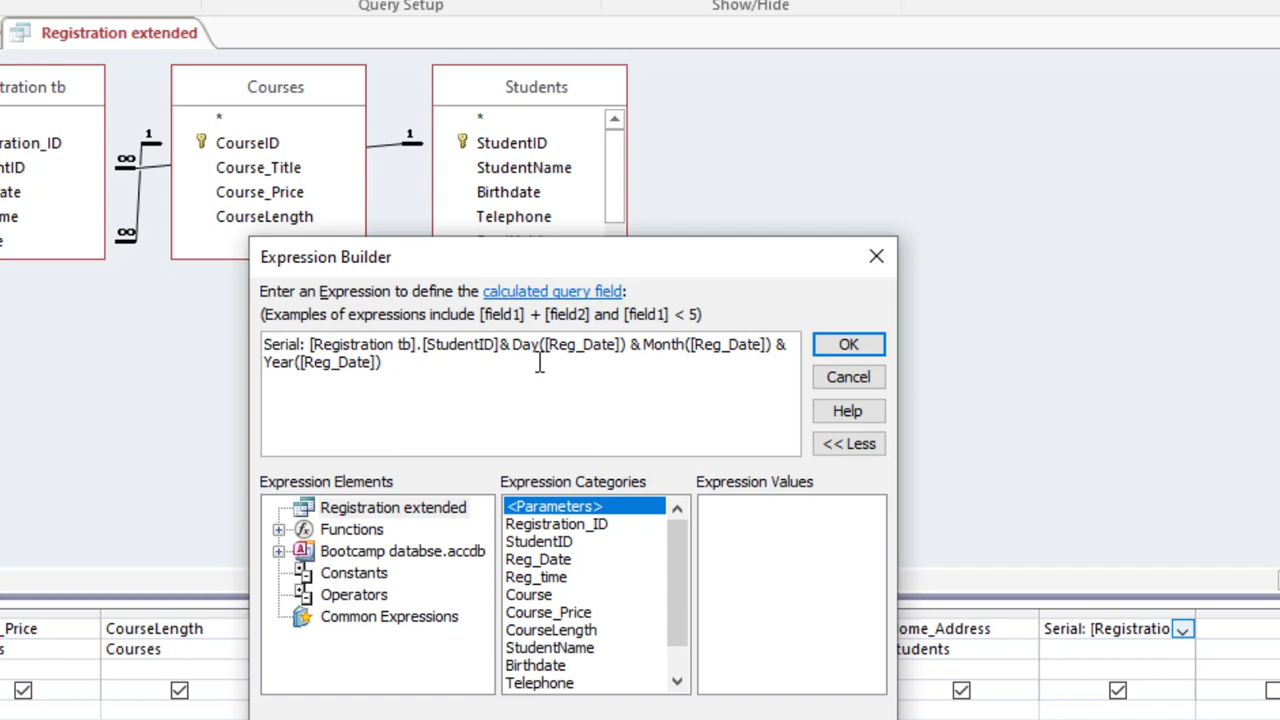 Query Setup
Show/Hide
Registration extended
ration tb
ration_ID
ntID
ate
me
e
∞
∞
1
Courses
*
CourseID
Course_Title
Course_Price
CourseLength
1
Students
*
StudentID
StudentName
Birthdate
Telephone
Expression Builder
Enter an Expression to define the calculated query field:
(Examples of expressions include [field1] + [field2] and [field1] < 5)
Serial: [Registration tb].[StudentID]& Day([Reg_Date]) & Month([Reg_Date]) &
Year([Reg_Date])
OK
Cancel
Help
<< Less
Expression Elements
Registration extended
Functions
Bootcamp databse.accdb
Constants
Operators
Common Expressions
Expression Categories
<Parameters>
Registration_ID
StudentID
Reg_Date
Reg_time
Course
Course_Price
CourseLength
StudentName
Birthdate
Telephone
Expression Values
_Price
CourseLength
ome_Address
Serial: [Registratio
s
Courses
tudents